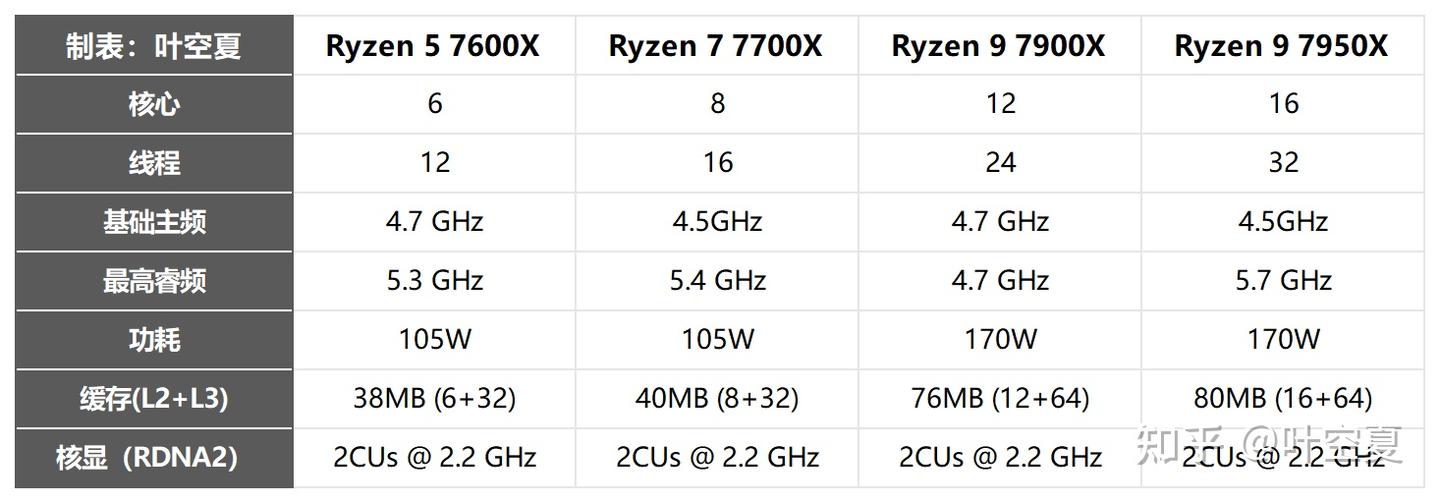 制表：叶空夏 Ryzen 5 7600X Ryzen 7 7700X Ryzen 9 7900X Ryzen 9 7950X
核心 6 8 12 16
线程 12 16 24 32
基础主频 4.7 GHz 4.5GHz 4.7 GHz 4.5GHz
最高睿频 5.3 GHz 5.4 GHz 4.7 GHz 5.7 GHz
功耗 105W 105W 170W 170W
缓存(L2+L3) 38MB (6+32) 40MB (8+32) 76MB (12+64) 80MB (16+64)
核显（RDNA2） 2CUs @ 2.2 GHz 2CUs @ 2.2 GHz 2CUs @ 2.2 GHz 2CUs @ 2.2 GHz
知乎 @叶空夏